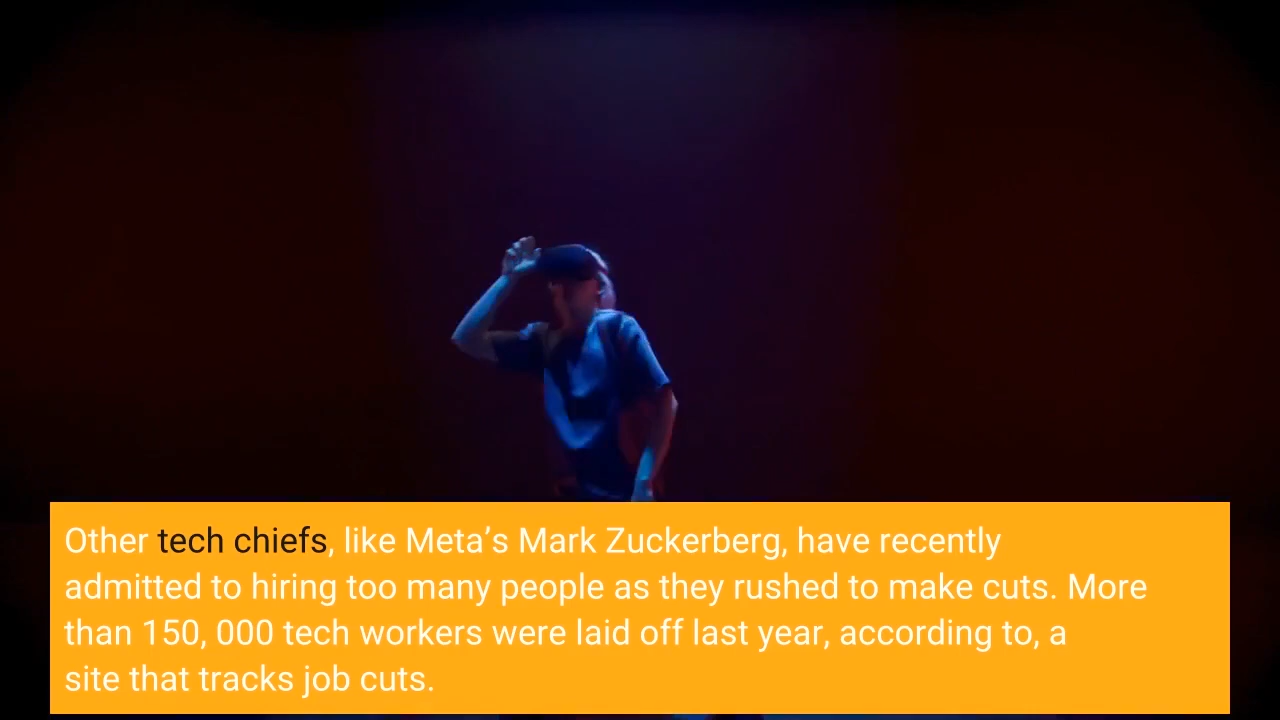 Other tech chiefs, like Meta’s Mark Zuckerberg, have recently
admitted to hiring too many people as they rushed to make cuts. More
than 150, 000 tech workers were laid off last year, according to, a
site that tracks job cuts.